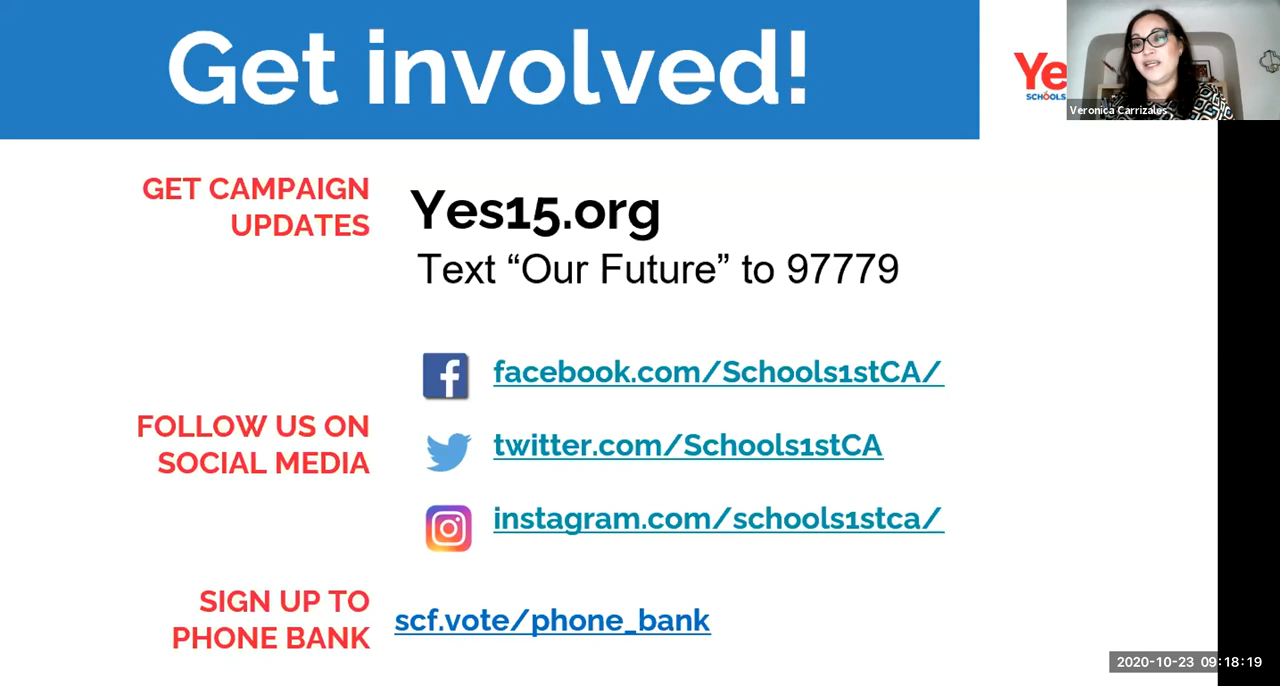 Get involved!
Ye
SCHOOLS
Veronica Carrizales
GET CAMPAIGN
UPDATES
Yes15.org
Text “Our Future” to 97779
facebook.com/Schools1stCA/
FOLLOW US ON
SOCIAL MEDIA
twitter.com/Schools1stCA
instagram.com/schools1stca/
SIGN UP TO
PHONE BANK
scf.vote/phone_bank
2020-10-23 09:18:19